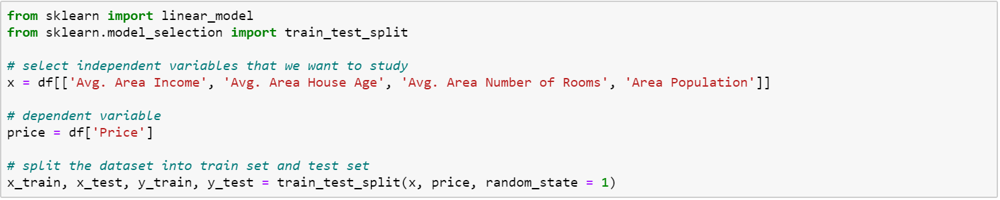 from sklearn import linear_model
from sklearn.model_selection import train_test_split
# select independent variables that we want to study
x = df[['Avg. Area Income', 'Avg. Area House Age', 'Avg. Area Number of Rooms', 'Area Population']]
# dependent variable
price = df['Price']
# split the dataset into train set and test set
x_train, x_test, y_train, y_test = train_test_split(x, price, random_state = 1)